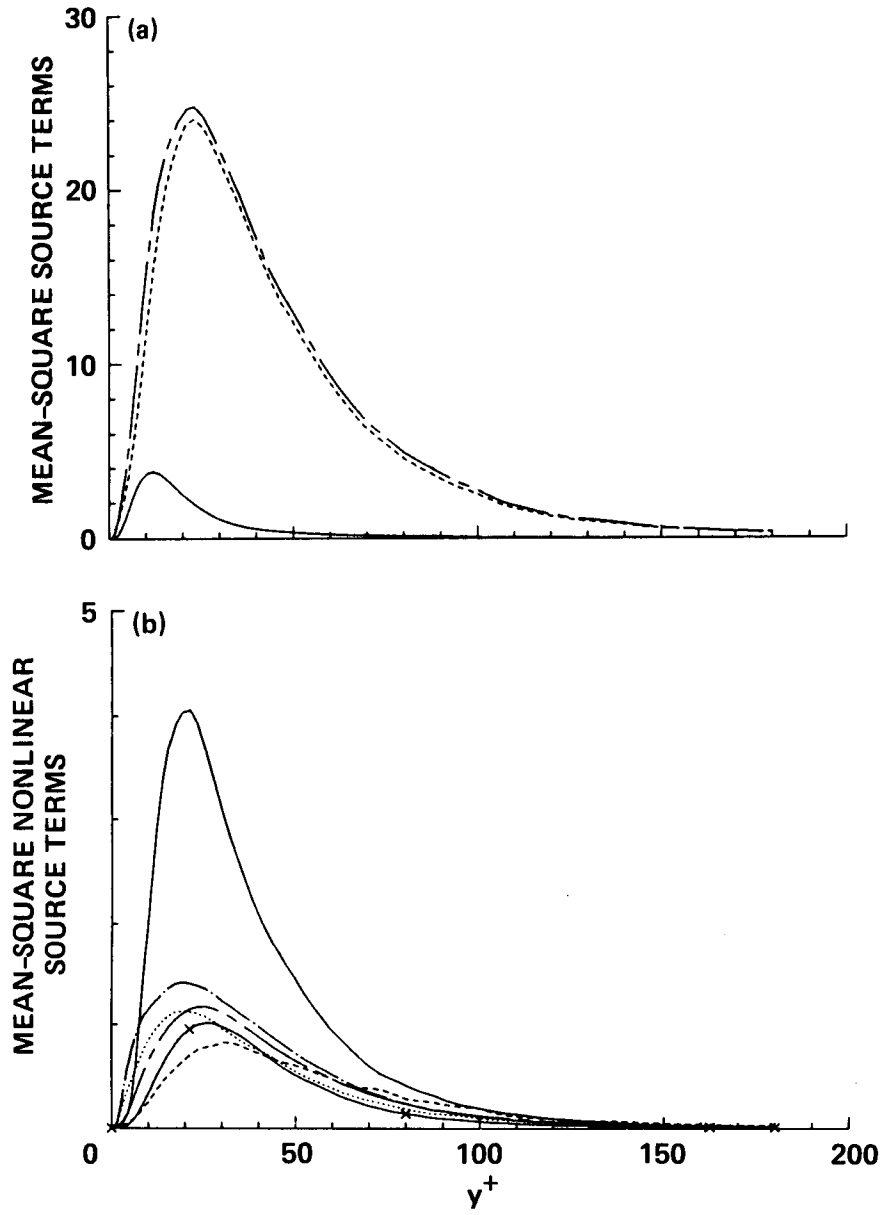 (a)
MEAN-SQUARE SOURCE TERMS
30
20
10
0
(b)
MEAN-SQUARE NONLINEAR
SOURCE TERMS
5
0 50 100 150 200
y+